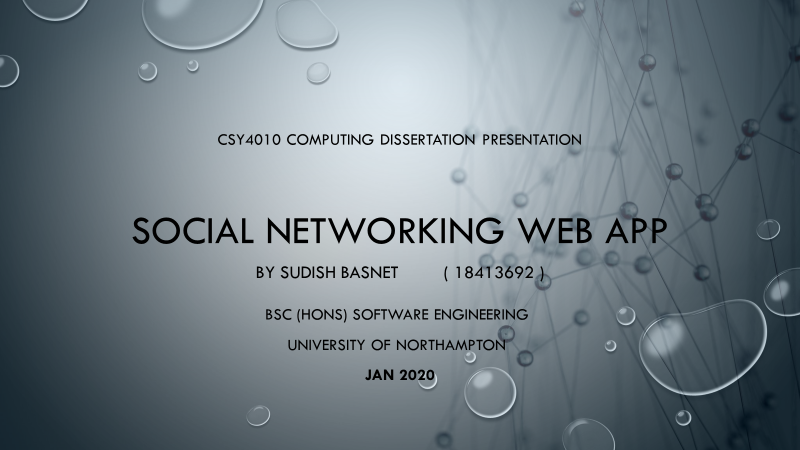 CSY4010 COMPUTING DISSERTATION PRESENTATION
SOCIAL NETWORKING WEB APP
BY SUDISH BASNET ( 18413692 )
BSC (HONS) SOFTWARE ENGINEERING
UNIVERSITY OF NORTHAMPTON
JAN 2020